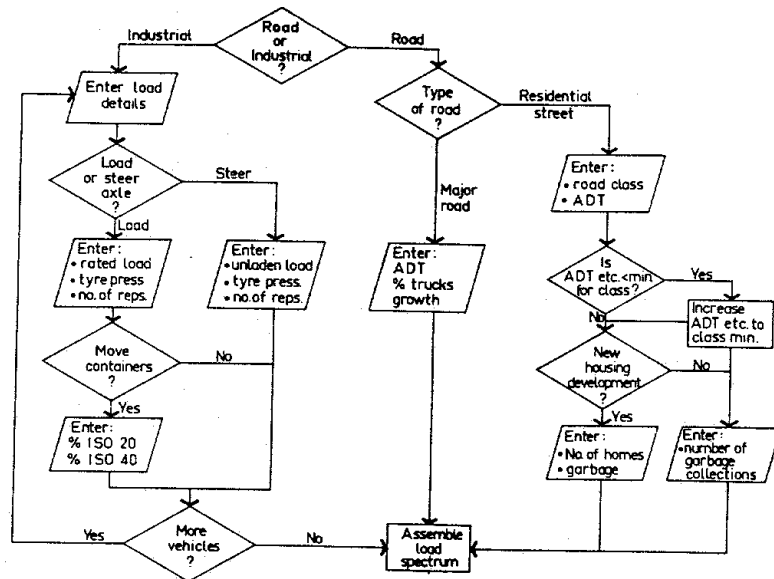 Industrial
Road
or
Industrial
?
Road
Enter load
details
Type
of road
?
Residential
street
Load
or steer
axle
?
Steer
Load
Major
road
Enter:
• road class
• ADT
Enter:
• rated load
• tyre press
• no. of reps.
Enter:
• unladen load
• tyre press.
• no. of reps.
Enter:
ADT
% trucks
growth
Is
ADT etc.<min.
for class?
Yes
No
Increase
ADT etc. to
class min.
Move
containers
?
No
New
housing
development
?
No
Yes
Yes
Enter:
% ISO 20
% ISO 40
Enter:
• No. of homes
• garbage
Enter:
• number of
garbage
collections
Yes
More
vehicles
?
No
Assemble
load
spectrum